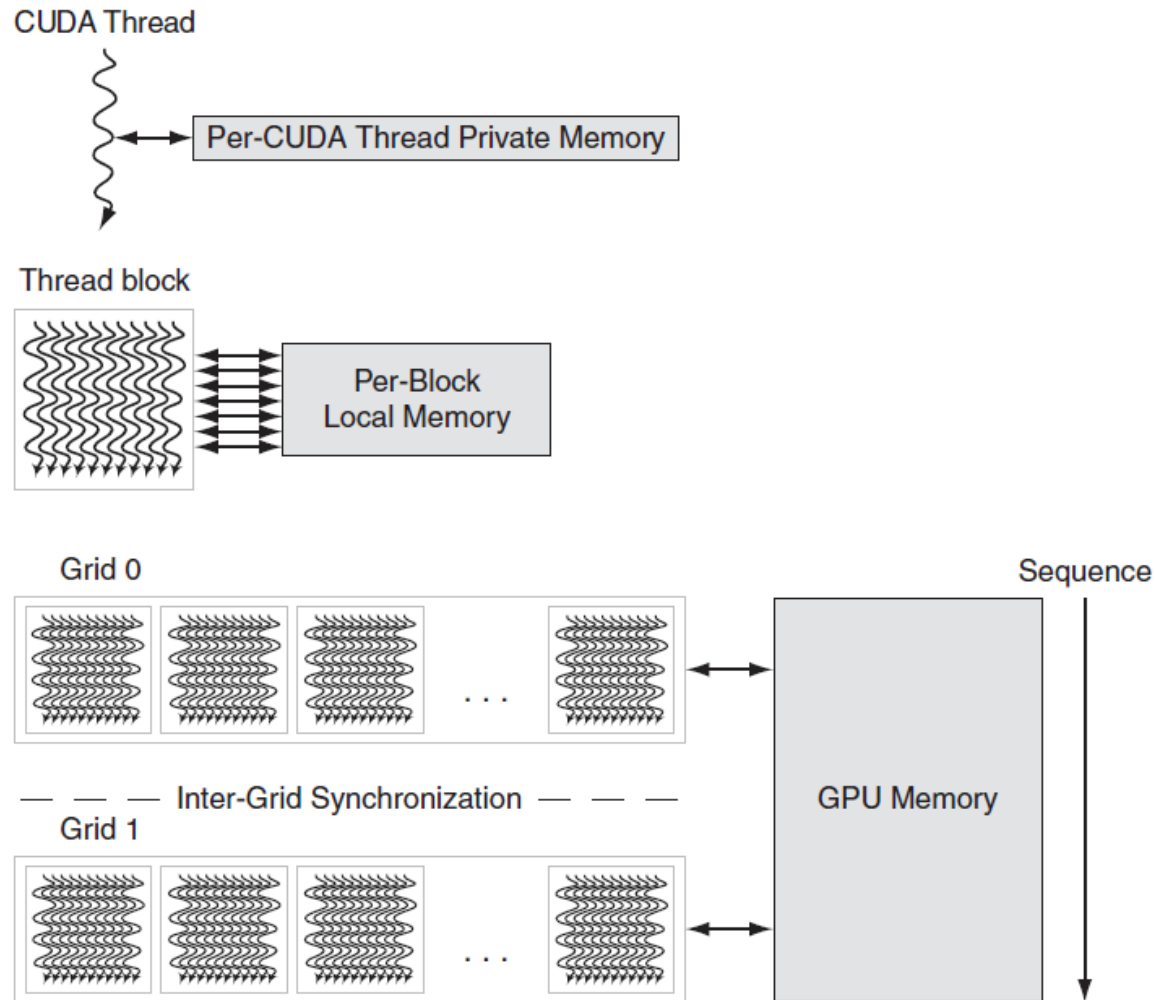 CUDA Thread
Per-CUDA Thread Private Memory
Thread block
Per-Block
Local Memory
Grid 0
Sequence
. . .
Inter-Grid Synchronization
GPU Memory
Grid 1
. . .